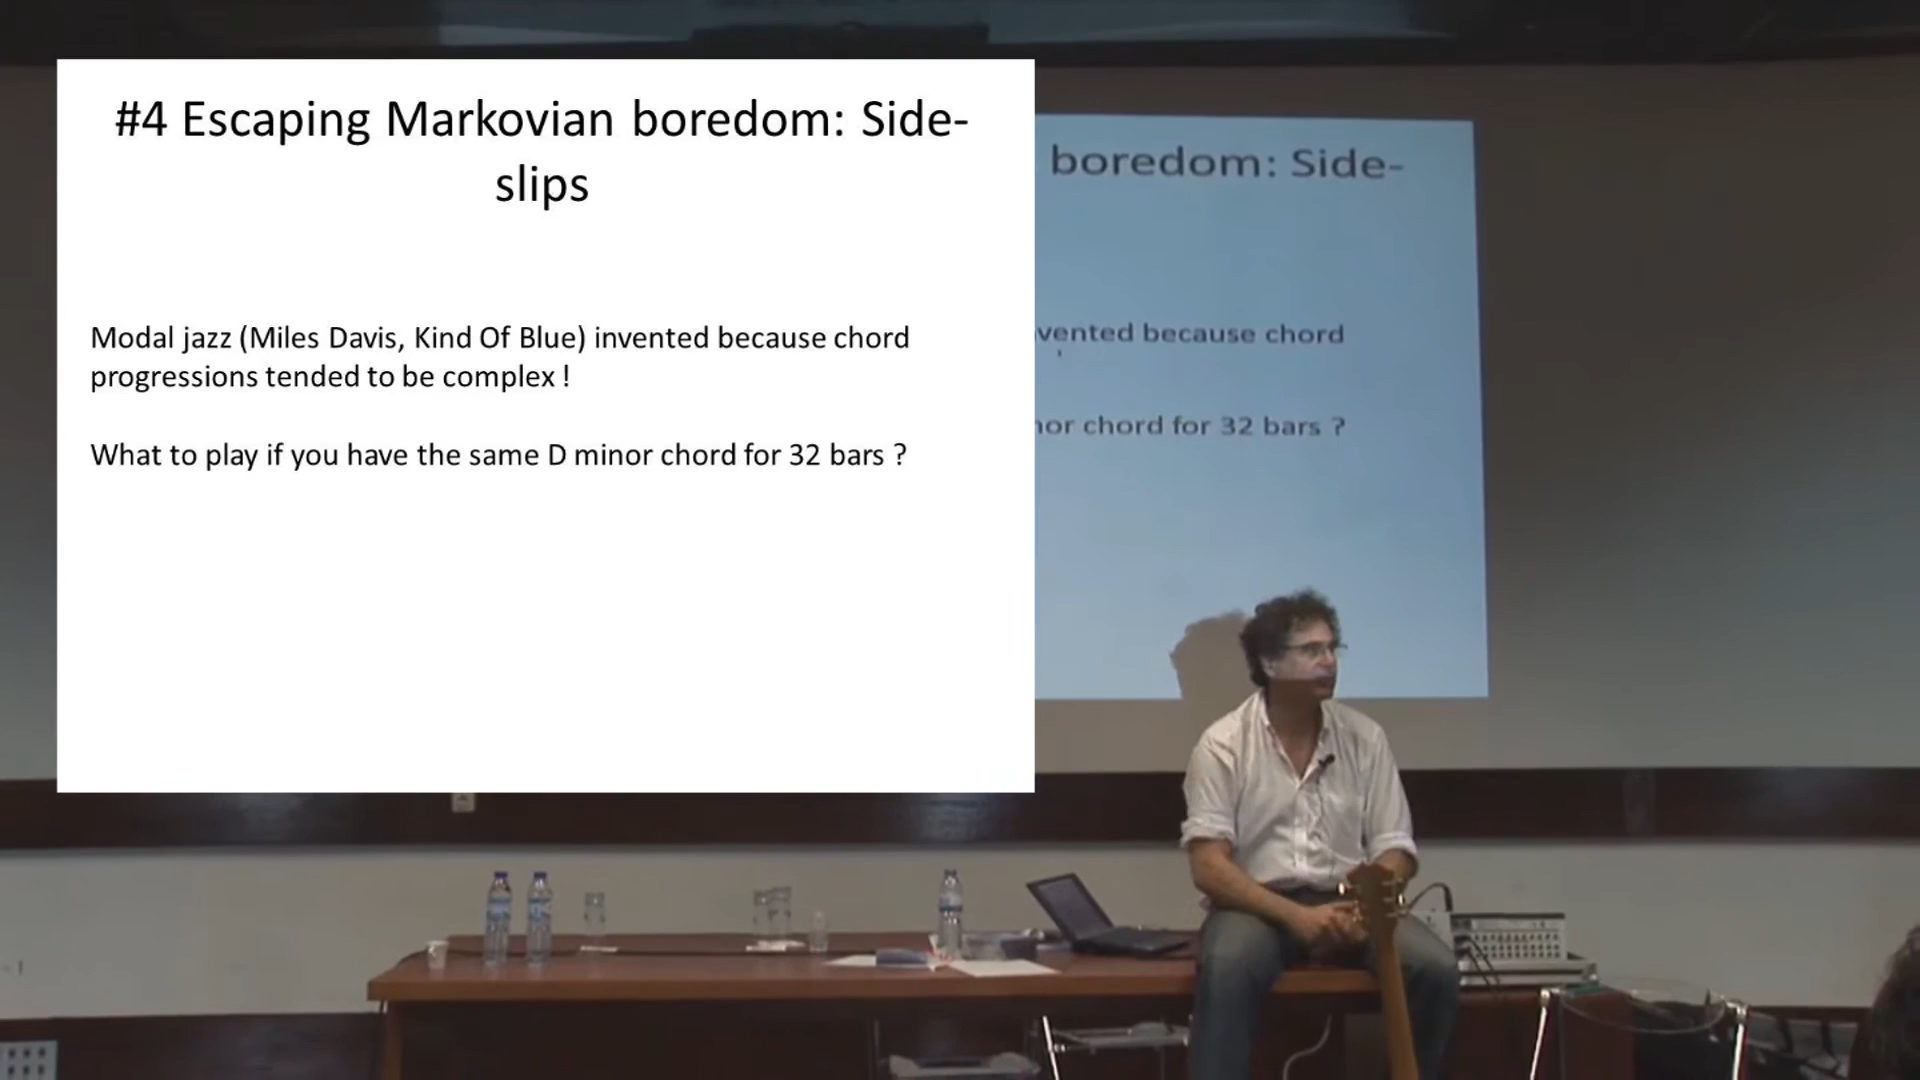 #4 Escaping Markovian boredom: Side-
slips
Modal jazz (Miles Davis, Kind Of Blue) invented because chord
progressions tended to be complex !
What to play if you have the same D minor chord for 32 bars ?
boredom: Side-
vented because chord
nor chord for 32 bars ?